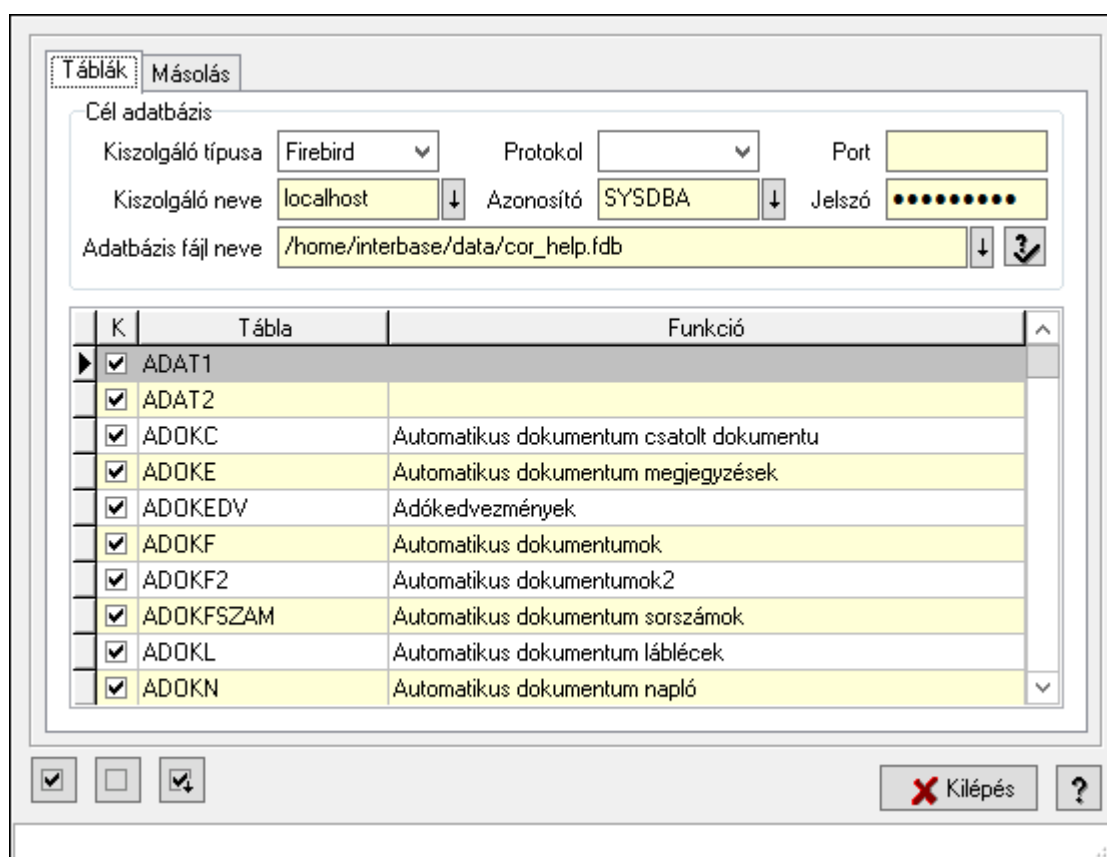 Táblák Másolás
Cél adatbázis
Kiszolgáló típusa Firebird Protokol Port
Kiszolgáló neve localhost Azonosító SYSDBA Jelszó •••••••••
Adatbázis fájl neve /home/interbase/data/cor_help.fdb
K Tábla Funkció
ADAT1
ADAT2
ADOKC Automatikus dokumentum csatolt dokumentu
ADOKE Automatikus dokumentum megjegyzések
ADOKEDV Adókedvezmények
ADOKF Automatikus dokumentumok
ADOKF2 Automatikus dokumentumok2
ADOKFSZAM Automatikus dokumentum sorszámok
ADOKL Automatikus dokumentum láblécek
ADOKN Automatikus dokumentum napló
Kilépés ?